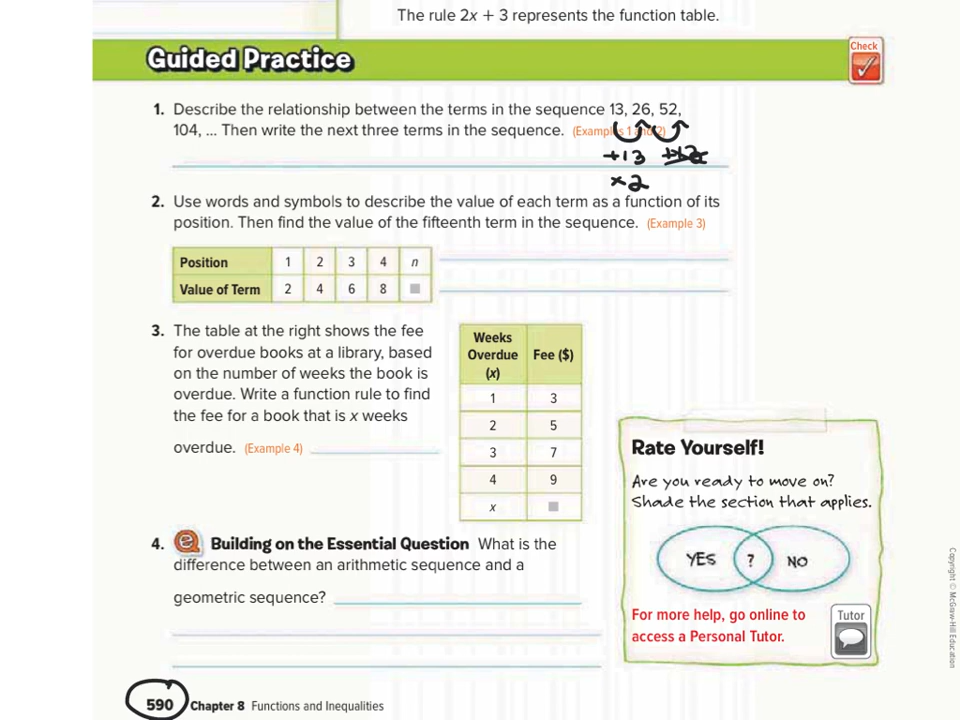 The rule 2x + 3 represents the function table.
Guided Practice
Check
1. Describe the relationship between the terms in the sequence 13, 26, 52,
104, ... Then write the next three terms in the sequence. (Examples 1 and 2)
+13
×2
2. Use words and symbols to describe the value of each term as a function of its
position. Then find the value of the fifteenth term in the sequence. (Example 3)
Position 1 2 3 4 n
Value of Term 2 4 6 8
3. The table at the right shows the fee
for overdue books at a library, based
on the number of weeks the book is
overdue. Write a function rule to find
the fee for a book that is x weeks
overdue. (Example 4)
Weeks
Overdue Fee ($)
(x)
1 3
2 5
3 7
4 9
x
Rate Yourself!
Are you ready to move on?
Shade the section that applies.
YES ? NO
For more help, go online to
access a Personal Tutor.
Tutor
4. e Building on the Essential Question What is the
difference between an arithmetic sequence and a
geometric sequence?
590 Chapter 8 Functions and Inequalities
Copyright © McGraw-Hill Education